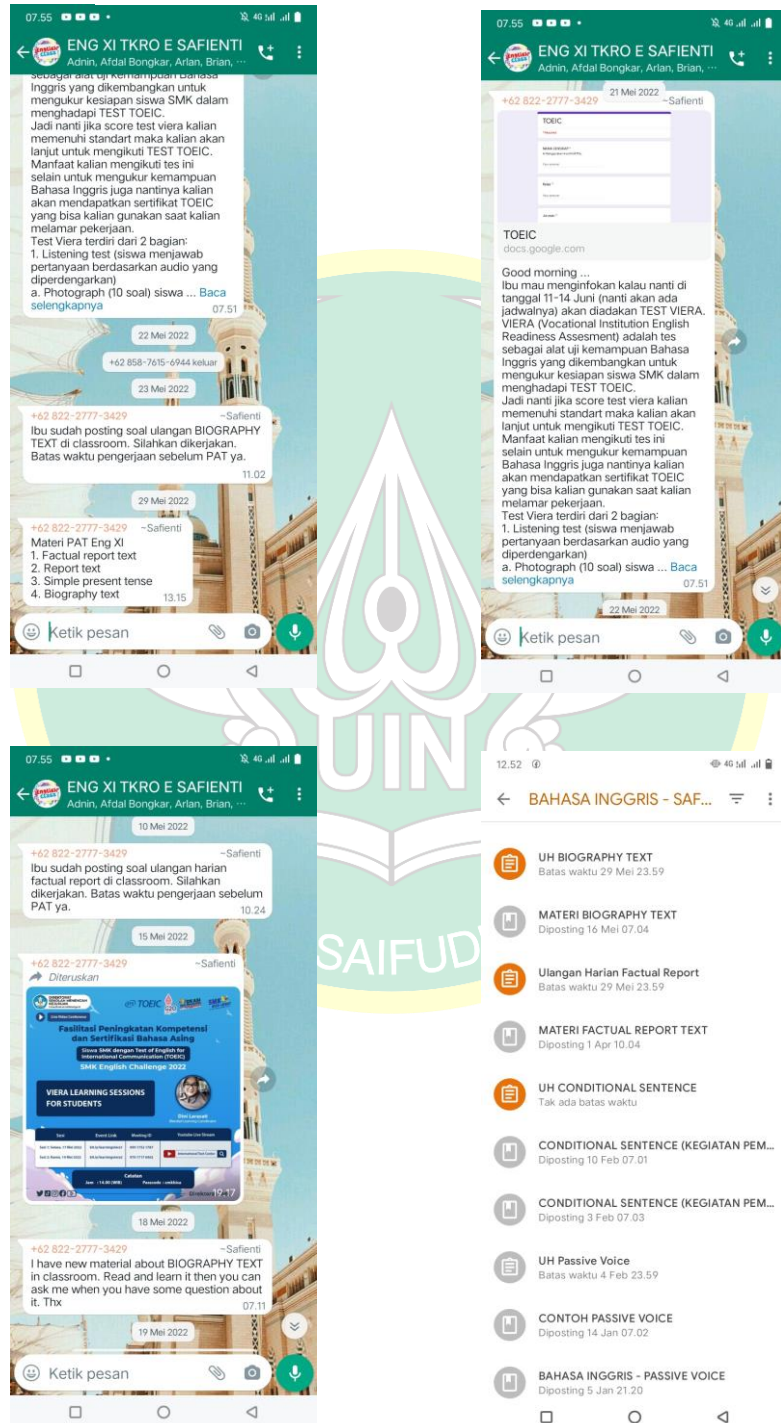 07.55
4G
ENG XI TKRO E SAFIENTI
Admin, Afdal Bongkar, Arlan, Brian, ...
sebagai alat uji kemampuan Bahasa
Inggris yang dikembangkan untuk
mengukur kesiapan siswa SMK dalam
menghadapi TEST TOEIC.
Jadi nanti jika score test viera kalian
memenuhi standart maka kalian akan
lanjut untuk mengikuti TEST TOEIC.
Manfaat kalian mengikuti tes ini
selain untuk mengukur kemampuan
Bahasa Inggris juga nantinya kalian
akan mendapatkan sertifikat TOEIC
yang bisa kalian gunakan saat kalian
melamar pekerjaan.
Test Viera terdiri dari 2 bagian:
1. Listening test (siswa menjawab
pertanyaan berdasarkan audio yang
diperdengarkan)
a. Photograph (10 soal) siswa ... Baca
selengkapnya 07.51
22 Mei 2022
+62 858-7615-6944 keluar
23 Mei 2022
+62 822-2777-3429 ~Safienti
Ibu sudah posting soal ulangan BIOGRAPHY
TEXT di classroom. Silahkan dikerjakan.
Batas waktu pengerjaan sebelum PAT ya.
11.02
29 Mei 2022
+62 822-2777-3429 ~Safienti
Materi PAT Eng XI
1. Factual report text
2. Report text
3. Simple present tense
4. Biography text 13.15
Ketik pesan
07.55
4G
ENG XI TKRO E SAFIENTI
Admin, Afdal Bongkar, Arlan, Brian, ...
21 Mei 2022
+62 822-2777-3429 ~Safienti
TOEIC
TOEIC
docs.google.com
Good morning ...
Ibu mau menginfokan kalau nanti di
tanggal 11-14 Juni (nanti akan ada
jadwalnya) akan diadakan TEST VIERA.
VIERA (Vocational Institution English
Readiness Assesment) adalah tes
sebagai alat uji kemampuan Bahasa
Inggris yang dikembangkan untuk
mengukur kesiapan siswa SMK dalam
menghadapi TEST TOEIC.
Jadi nanti jika score test viera kalian
memenuhi standart maka kalian akan
lanjut untuk mengikuti TEST TOEIC.
Manfaat kalian mengikuti tes ini
selain untuk mengukur kemampuan
Bahasa Inggris juga nantinya kalian
akan mendapatkan sertifikat TOEIC
yang bisa kalian gunakan saat kalian
melamar pekerjaan.
Test Viera terdiri dari 2 bagian:
1. Listening test (siswa menjawab
pertanyaan berdasarkan audio yang
diperdengarkan)
a. Photograph (10 soal) siswa ... Baca
selengkapnya 07.51
22 Mei 2022
Ketik pesan
UIN
SAIFUD
07.55
4G
ENG XI TKRO E SAFIENTI
Admin, Afdal Bongkar, Arlan, Brian, ...
10 Mei 2022
+62 822-2777-3429 ~Safienti
Ibu sudah posting soal ulangan harian
factual report di classroom. Silahkan
dikerjakan. Batas waktu pengerjaan sebelum
PAT ya. 10.24
15 Mei 2022
+62 822-2777-3429 ~Safienti
Diteruskan
TOEIC
Fasilitasi Peningkatan Kompetensi
dan Sertifikasi Bahasa Asing
Siswa SMK dengan Test of English for
International Communication (TOEIC)
SMK English Challenge 2022
VIERA LEARNING SESSIONS
FOR STUDENTS
Catatan
19.17
18 Mei 2022
+62 822-2777-3429 ~Safienti
I have new material about BIOGRAPHY TEXT
in classroom. Read and learn it then you can
ask me when you have some question about
it. Thx 07.11
19 Mei 2022
Ketik pesan
12.52
4G
BAHASA INGGRIS - SAF...
UH BIOGRAPHY TEXT
Batas waktu 29 Mei 23.59
MATERI BIOGRAPHY TEXT
Diposting 16 Mei 07.04
Ulangan Harian Factual Report
Batas waktu 29 Mei 23.59
MATERI FACTUAL REPORT TEXT
Diposting 1 Apr 10.04
UH CONDITIONAL SENTENCE
Tak ada batas waktu
CONDITIONAL SENTENCE (KEGIATAN PEM...
Diposting 10 Feb 07.01
CONDITIONAL SENTENCE (KEGIATAN PEM...
Diposting 3 Feb 07.03
UH Passive Voice
Batas waktu 4 Feb 23.59
CONTOH PASSIVE VOICE
Diposting 14 Jan 07.02
BAHASA INGGRIS - PASSIVE VOICE
Diposting 5 Jan 21.20